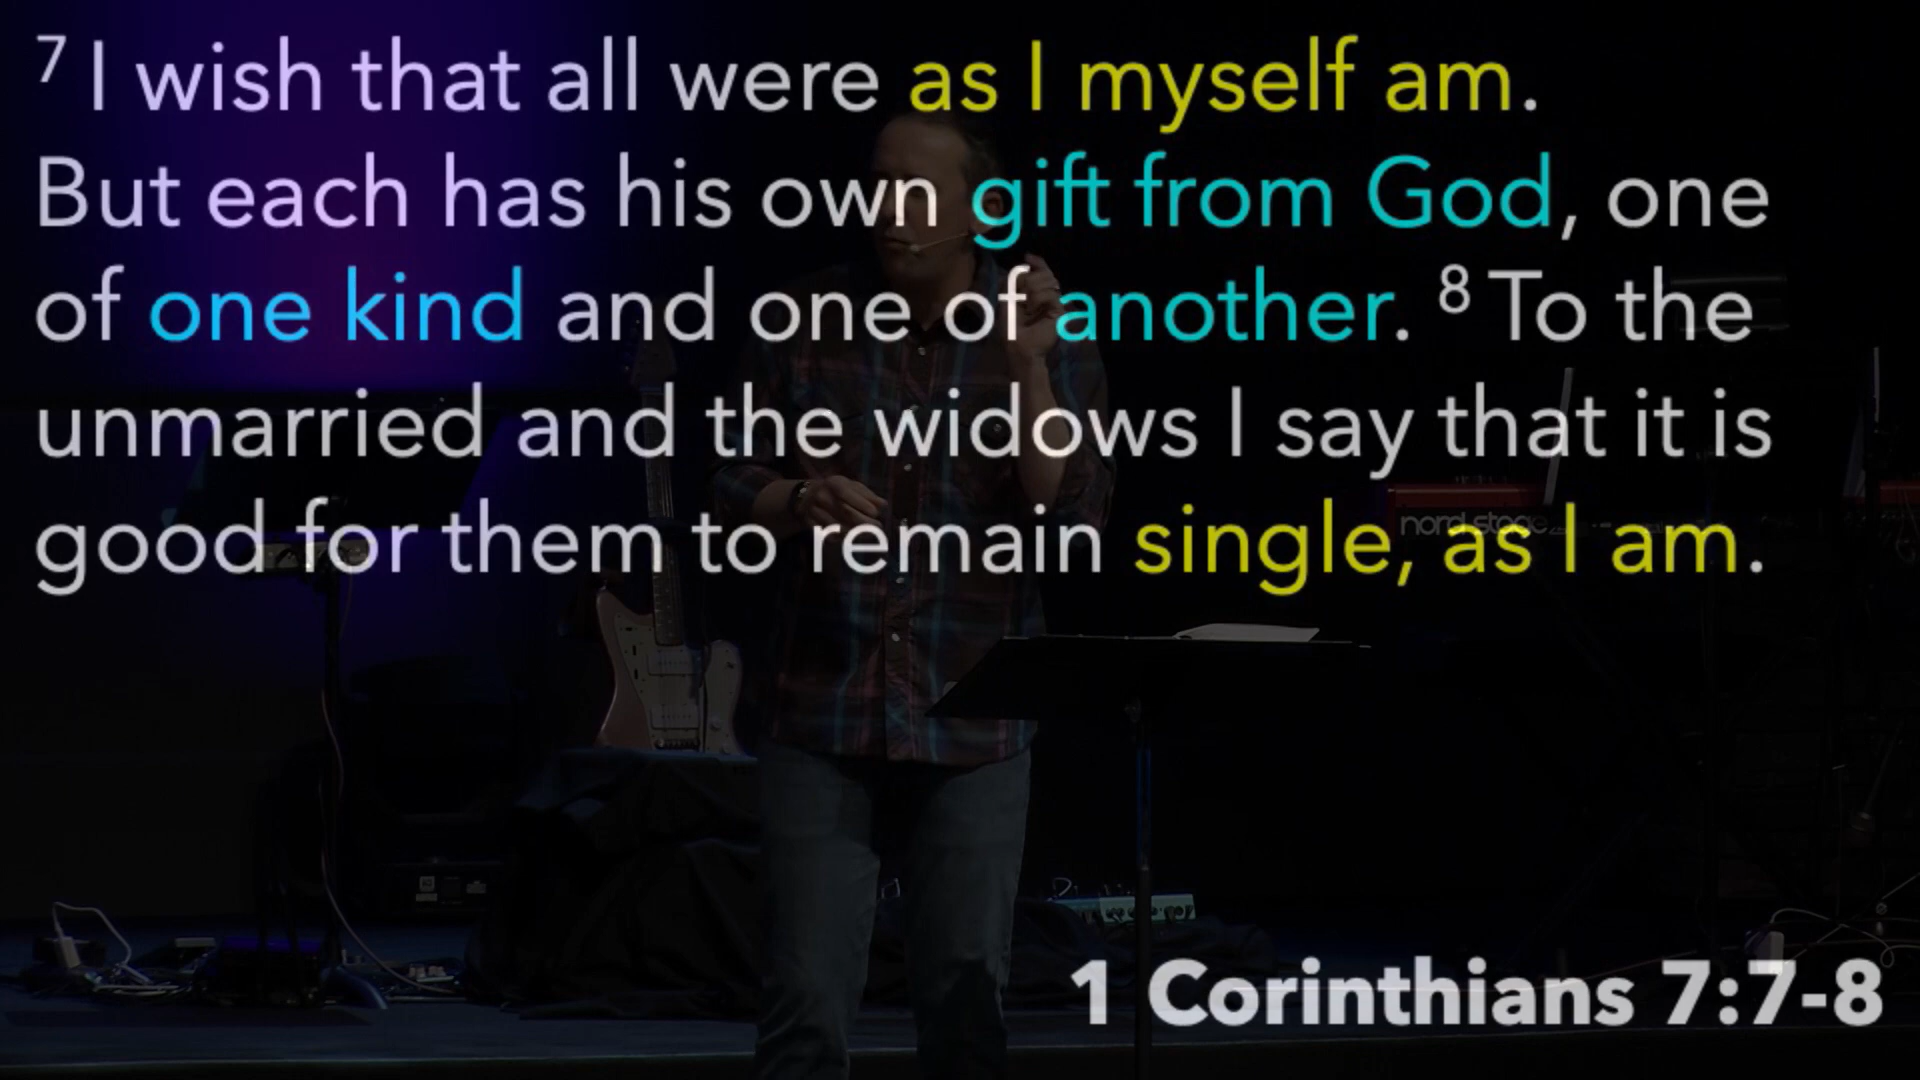 7 I wish that all were as I myself am.
But each has his own gift from God, one
of one kind and one of another. 8 To the
unmarried and the widows I say that it is
good for them to remain single, as I am.
nord stage
1 Corinthians 7:7-8